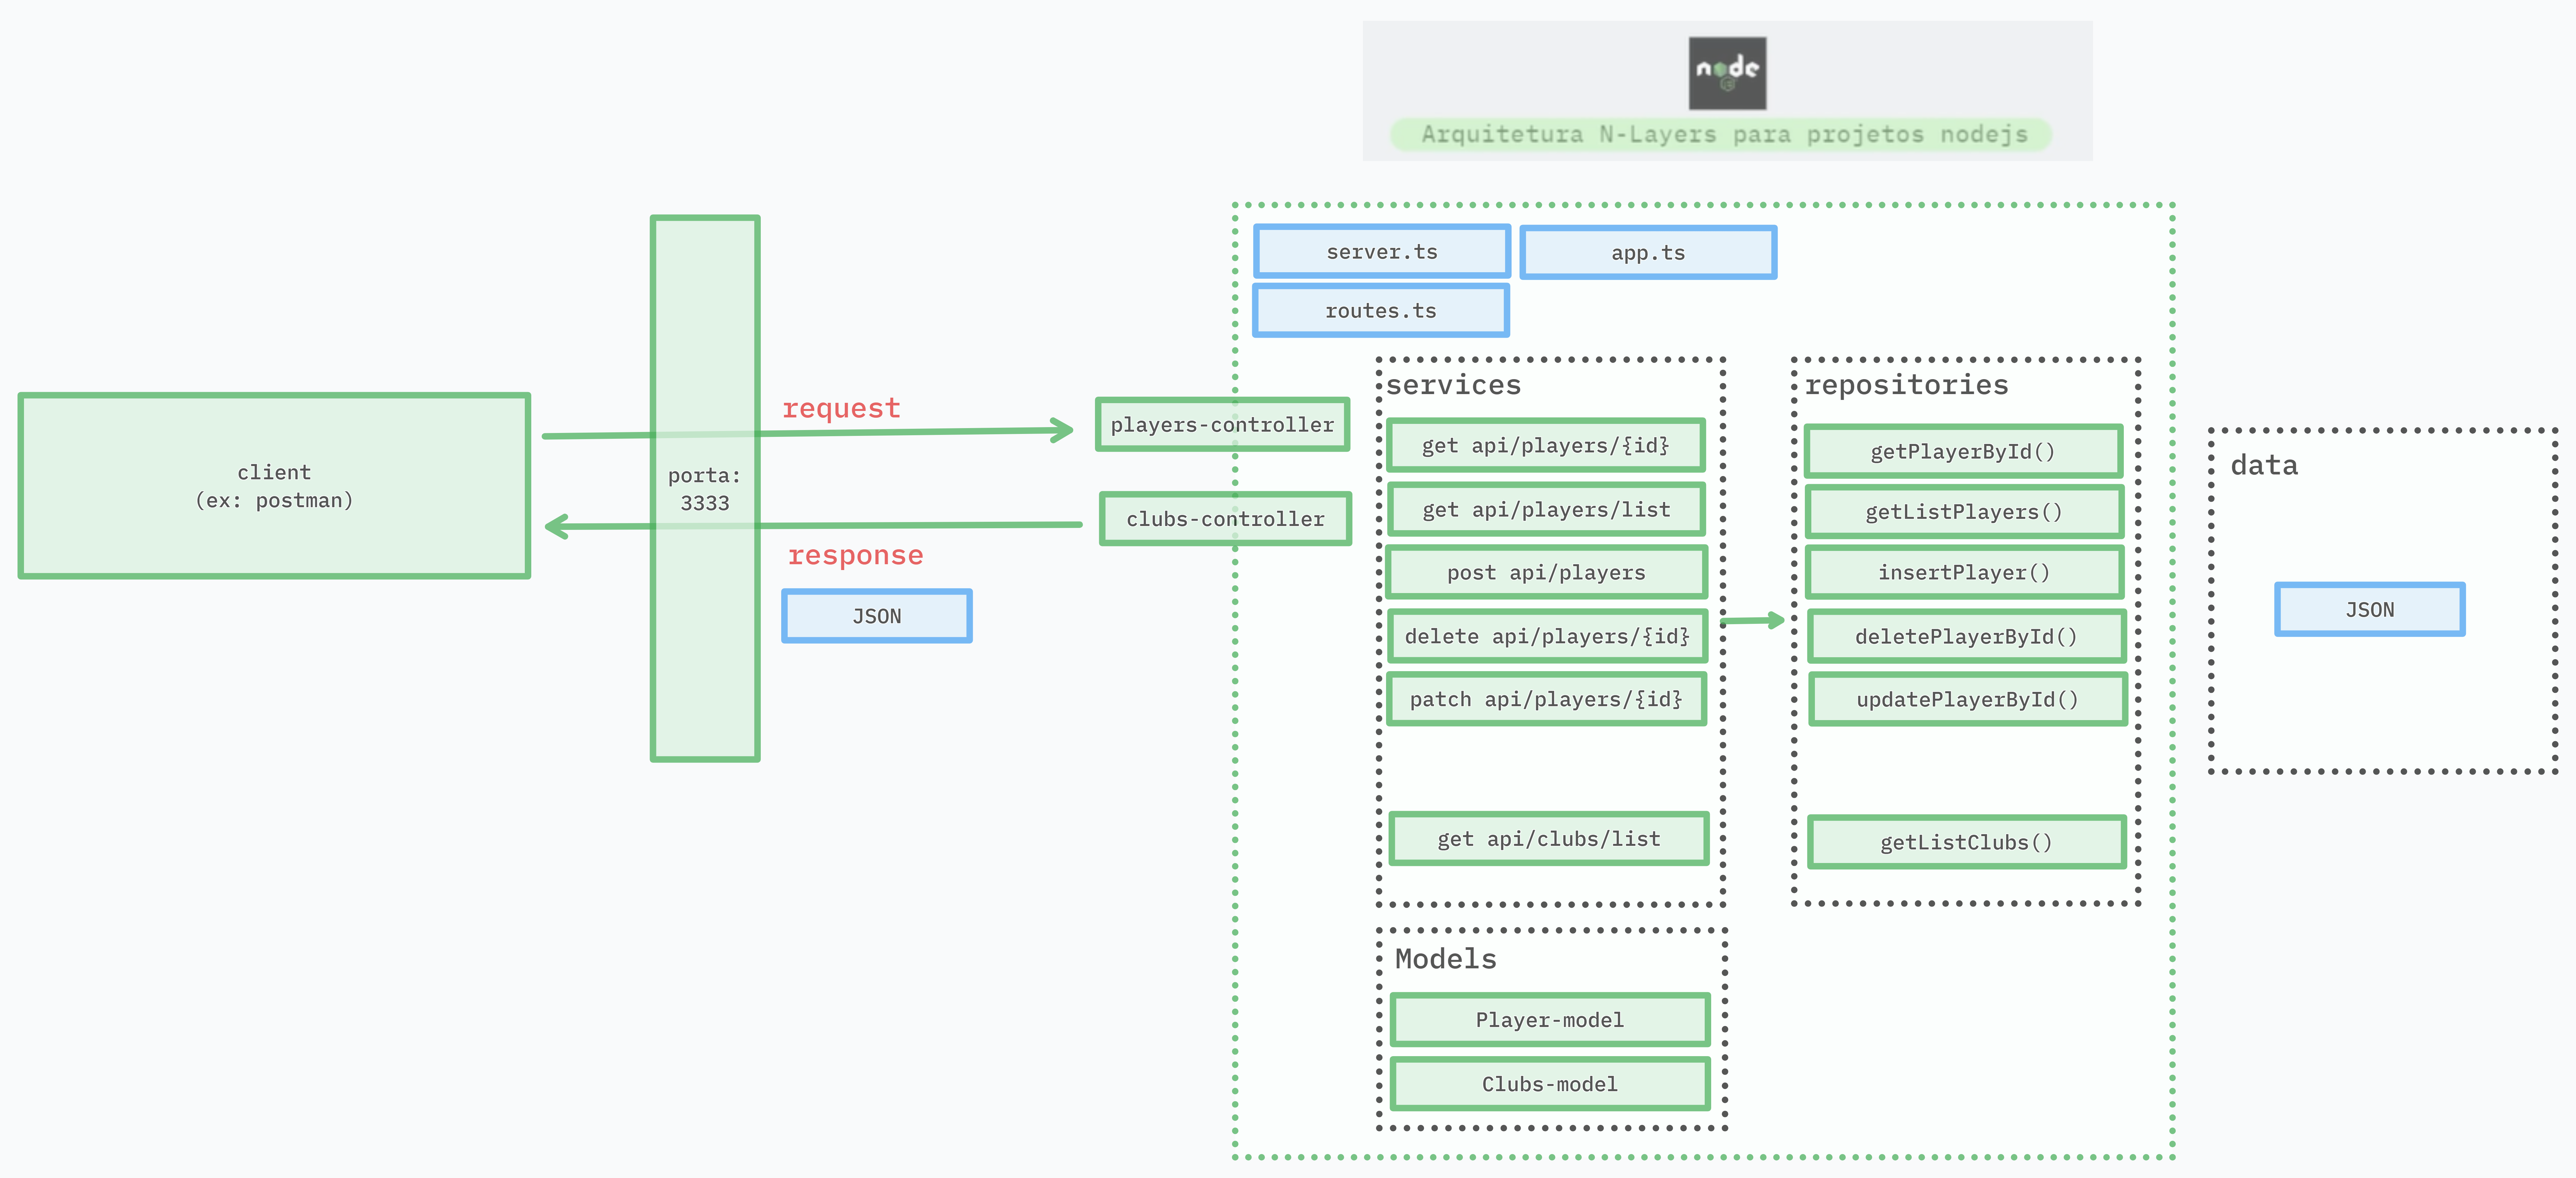 node
Arquitetura N-Layers para projetos nodejs
client
(ex: postman)
porta:
3333
request
response
JSON
players-controller
clubs-controller
server.ts
app.ts
routes.ts
services
get api/players/{id}
get api/players/list
post api/players
delete api/players/{id}
patch api/players/{id}
get api/clubs/list
repositories
getPlayerById()
getListPlayers()
insertPlayer()
deletePlayerById()
updatePlayerById()
getListClubs()
Models
Player-model
Clubs-model
data
JSON